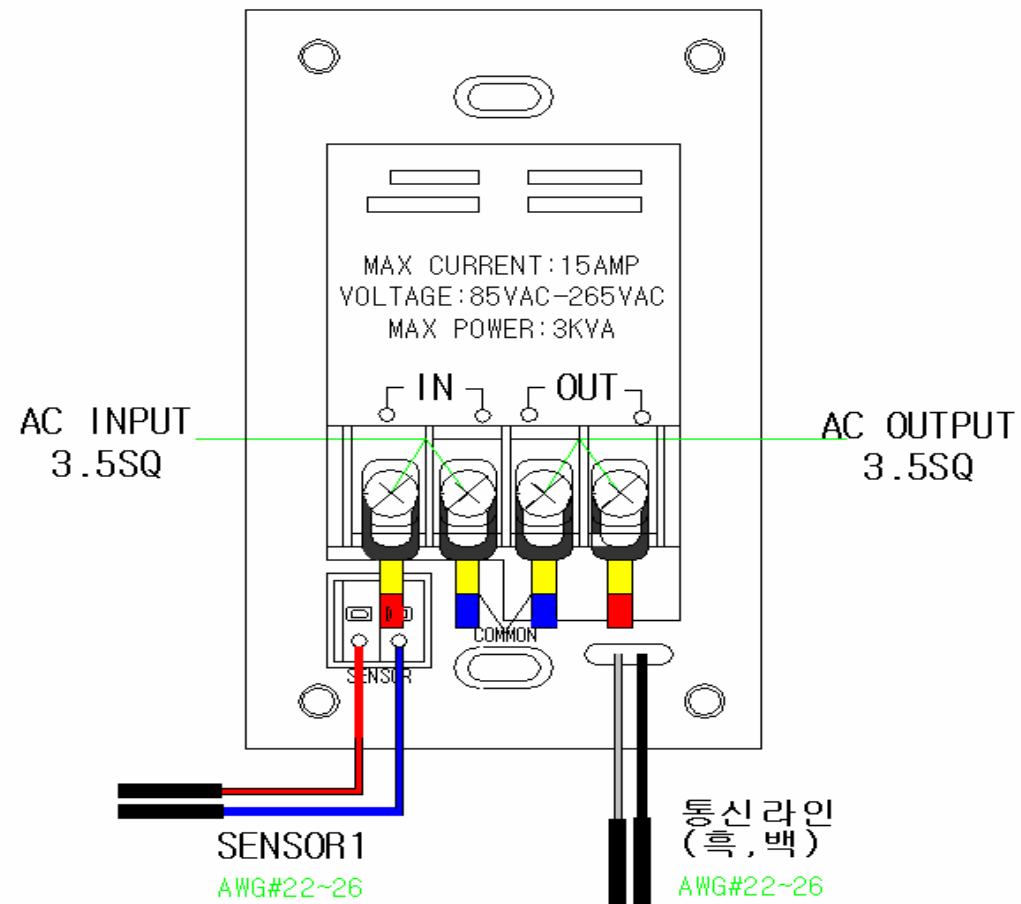 MAX CURRENT:15AMP
VOLTAGE:85VAC-265VAC
MAX POWER:3KVA
IN
OUT
AC INPUT
3.5SQ
AC OUTPUT
3.5SQ
COMMON
SENSOR
SENSOR1
AWG#22~26
통신라인
(흑,백)
AWG#22~26